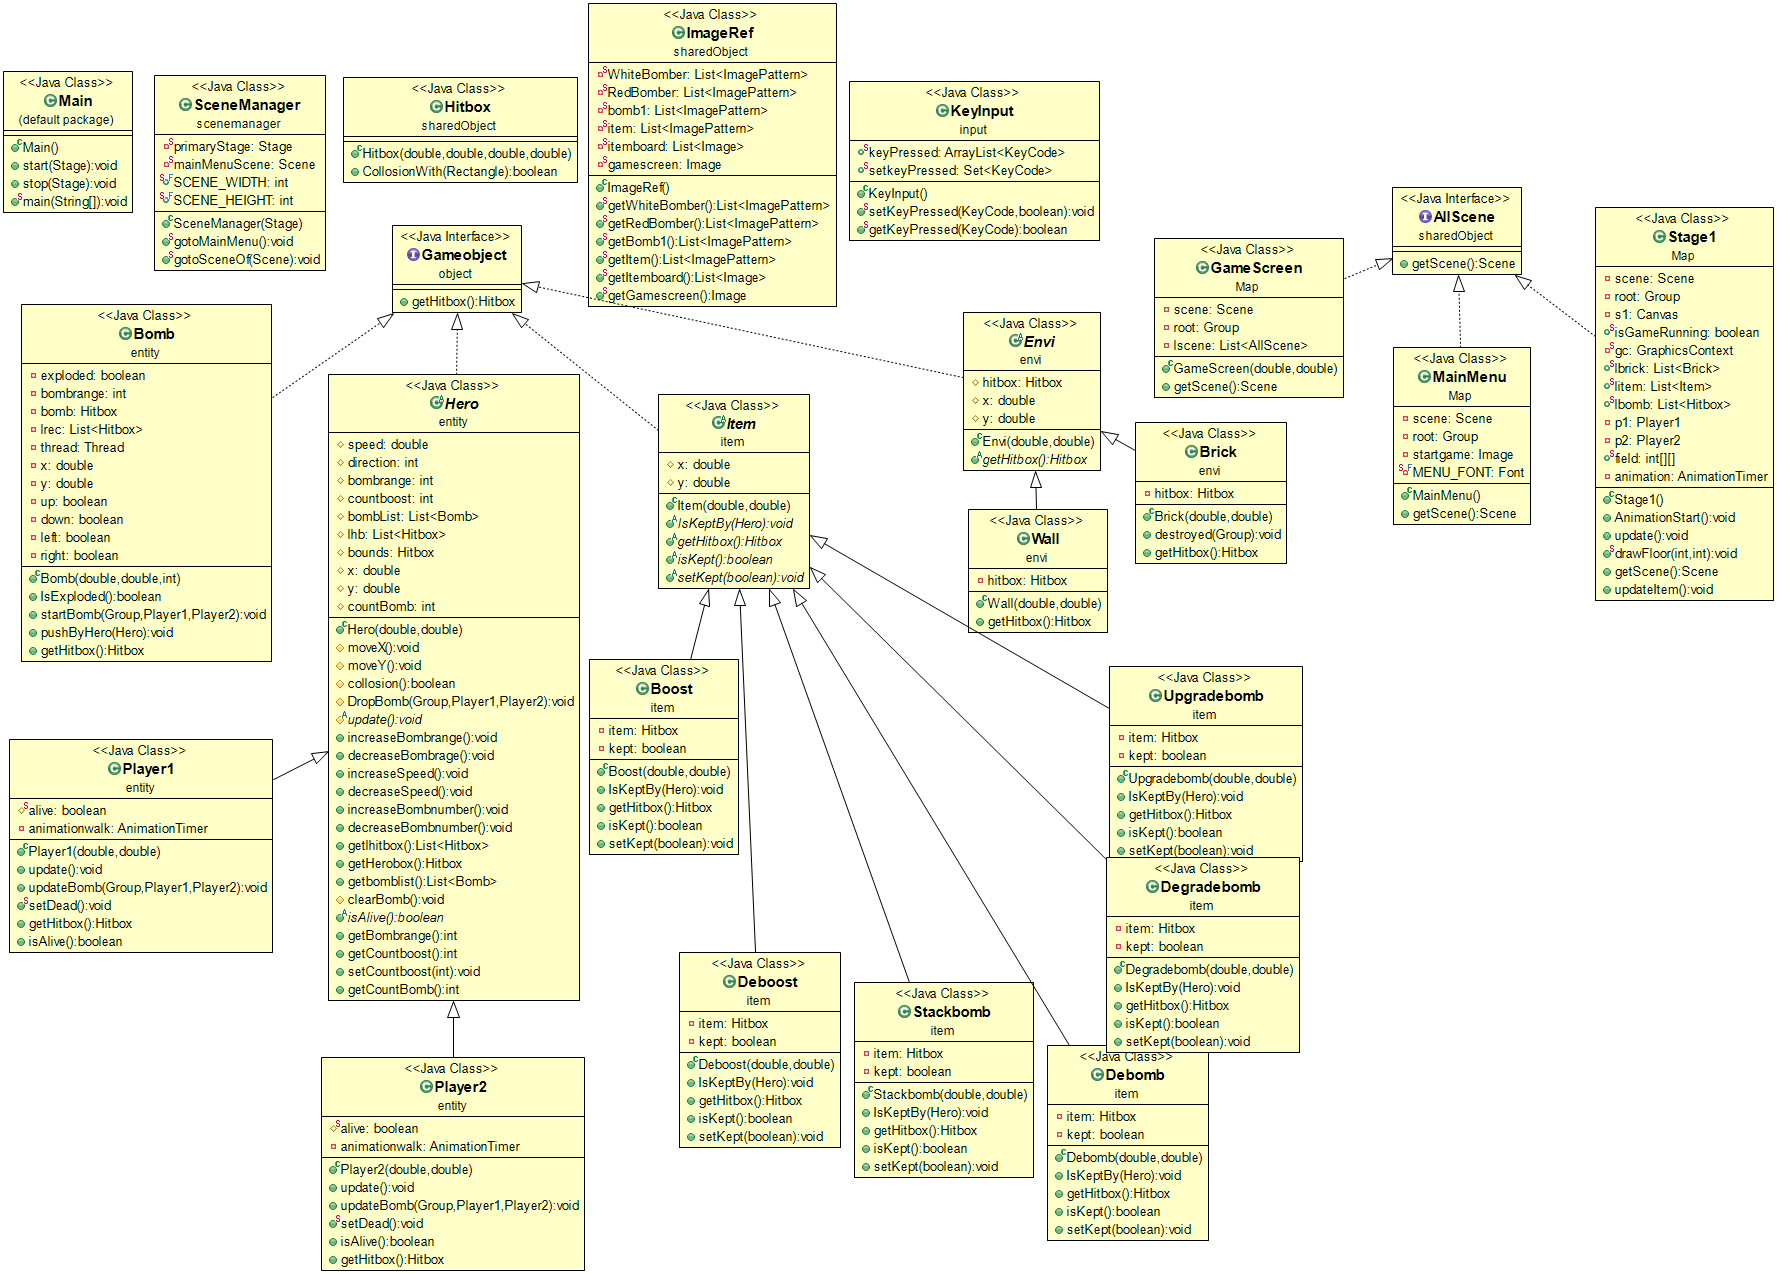 <<Java Class>>
Main
(default package)
Main()
start(Stage):void
stop(Stage):void
main(String[]):void
<<Java Class>>
SceneManager
scenemanager
primaryStage: Stage
mainMenuScene: Scene
SCENE_WIDTH: int
SCENE_HEIGHT: int
SceneManager(Stage)
gotoMainMenu():void
gotoSceneOf(Scene):void
<<Java Class>>
Hitbox
sharedObject
Hitbox(double,double,double,double)
CollosionWith(Rectangle):boolean
<<Java Class>>
ImageRef
sharedObject
WhiteBomber: List<ImagePattern>
RedBomber: List<ImagePattern>
bomb1: List<ImagePattern>
item: List<ImagePattern>
itemboard: List<Image>
gamescreen: Image
ImageRef()
getWhiteBomber():List<ImagePattern>
getRedBomber():List<ImagePattern>
getBomb1():List<ImagePattern>
getItem():List<ImagePattern>
getItemboard():List<Image>
getGamescreen():Image
<<Java Class>>
KeyInput
input
keyPressed: ArrayList<KeyCode>
setkeyPressed: Set<KeyCode>
KeyInput()
setKeyPressed(KeyCode,boolean):void
getKeyPressed(KeyCode):boolean
<<Java Interface>>
AllScene
sharedObject
getScene():Scene
<<Java Class>>
Stage1
Map
scene: Scene
root: Group
s1: Canvas
isGameRunning: boolean
gc: GraphicsContext
lbrick: List<Brick>
litem: List<Item>
lbomb: List<Hitbox>
p1: Player1
p2: Player2
field: int[][]
animation: AnimationTimer
Stage1()
AnimationStart():void
update():void
drawFloor(int,int):void
getScene():Scene
updateItem():void
<<Java Class>>
GameScreen
Map
scene: Scene
root: Group
lscene: List<AllScene>
GameScreen(double,double)
getScene():Scene
<<Java Class>>
MainMenu
Map
scene: Scene
root: Group
startgame: Image
MENU_FONT: Font
MainMenu()
getScene():Scene
<<Java Interface>>
Gameobject
object
getHitbox():Hitbox
<<Java Class>>
Bomb
entity
exploded: boolean
bombrange: int
bomb: Hitbox
lrec: List<Hitbox>
thread: Thread
x: double
y: double
up: boolean
down: boolean
left: boolean
right: boolean
Bomb(double,double,int)
IsExploded():boolean
startBomb(Group,Player1,Player2):void
pushByHero(Hero):void
getHitbox():Hitbox
<<Java Class>>
Hero
entity
speed: double
direction: int
bombrange: int
countboost: int
bombList: List<Bomb>
lhb: List<Hitbox>
bounds: Hitbox
x: double
y: double
countBomb: int
Hero(double,double)
moveX():void
moveY():void
collosion():boolean
DropBomb(Group,Player1,Player2):void
update():void
increaseBombrange():void
decreaseBombrage():void
increaseSpeed():void
decreaseSpeed():void
increaseBombnumber():void
decreaseBombnumber():void
getlhitbox():List<Hitbox>
getHerobox():Hitbox
getbomblist():List<Bomb>
clearBomb():void
isAlive():boolean
getBombrange():int
getCountboost():int
setCountboost(int):void
getCountBomb():int
<<Java Class>>
Item
item
x: double
y: double
Item(double,double)
IsKeptBy(Hero):void
getHitbox():Hitbox
isKept():boolean
setKept(boolean):void
<<Java Class>>
Envi
envi
hitbox: Hitbox
x: double
y: double
Envi(double,double)
getHitbox():Hitbox
<<Java Class>>
Brick
envi
hitbox: Hitbox
Brick(double,double)
destroyed(Group):void
getHitbox():Hitbox
<<Java Class>>
Wall
envi
hitbox: Hitbox
Wall(double,double)
getHitbox():Hitbox
<<Java Class>>
Boost
item
item: Hitbox
kept: boolean
Boost(double,double)
IsKeptBy(Hero):void
getHitbox():Hitbox
isKept():boolean
setKept(boolean):void
<<Java Class>>
Upgradebomb
item
item: Hitbox
kept: boolean
Upgradebomb(double,double)
IsKeptBy(Hero):void
getHitbox():Hitbox
isKept():boolean
setKept(boolean):void
<<Java Class>>
Degradebomb
item
item: Hitbox
kept: boolean
Degradebomb(double,double)
IsKeptBy(Hero):void
getHitbox():Hitbox
isKept():boolean
setKept(boolean):void
<<Java Class>>
Player1
entity
alive: boolean
animationwalk: AnimationTimer
Player1(double,double)
update():void
updateBomb(Group,Player1,Player2):void
setDead():void
getHitbox():Hitbox
isAlive():boolean
<<Java Class>>
Deboost
item
item: Hitbox
kept: boolean
Deboost(double,double)
IsKeptBy(Hero):void
getHitbox():Hitbox
isKept():boolean
setKept(boolean):void
<<Java Class>>
Stackbomb
item
item: Hitbox
kept: boolean
Stackbomb(double,double)
IsKeptBy(Hero):void
getHitbox():Hitbox
isKept():boolean
setKept(boolean):void
<<Java Class>>
Debomb
item
item: Hitbox
kept: boolean
Debomb(double,double)
IsKeptBy(Hero):void
getHitbox():Hitbox
isKept():boolean
setKept(boolean):void
<<Java Class>>
Player2
entity
alive: boolean
animationwalk: AnimationTimer
Player2(double,double)
update():void
updateBomb(Group,Player1,Player2):void
setDead():void
isAlive():boolean
getHitbox():Hitbox